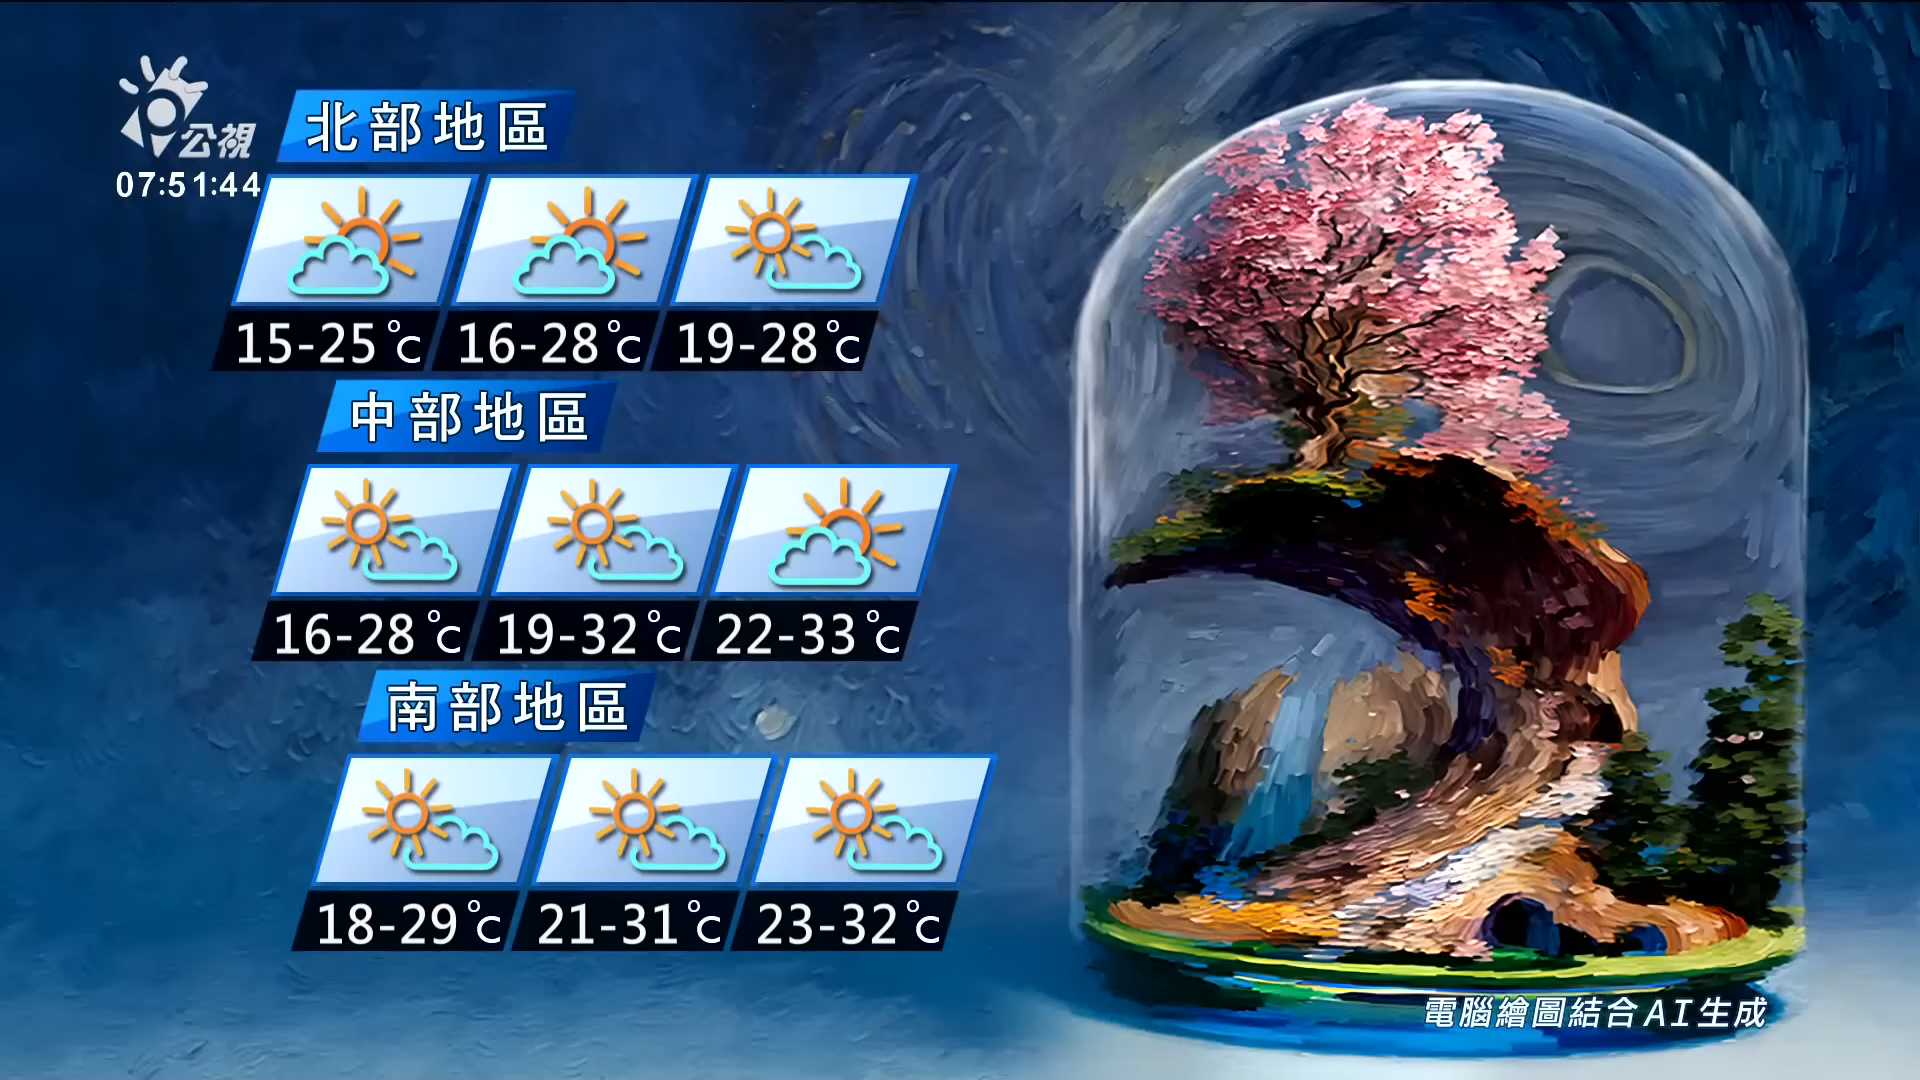 公視
07:51:44
北部地區
15-25℃ 16-28℃ 19-28℃
中部地區
16-28℃ 19-32℃ 22-33℃
南部地區
18-29℃ 21-31℃ 23-32℃
電腦繪圖結合AI生成